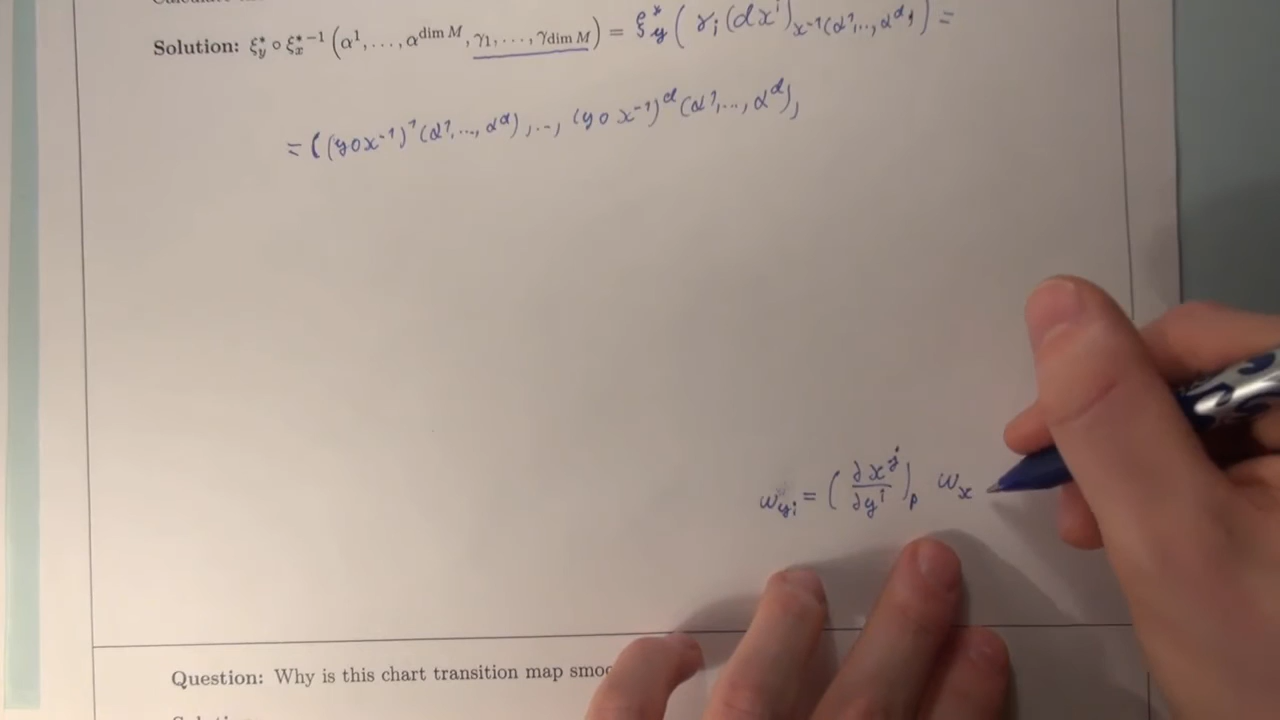 Solution: ξ*_y ∘ ξ*_x^{-1} (α^1, . . . , α^{dim M}, γ_1, . . . , γ_{dim M}) = ξ*_y ( γ_i (dx^i)_{x^{-1}(α^1,..,α^d)} ) =
= ( (y∘x^{-1})^1 (α^1,...,α^d) ,..., (y∘x^{-1})^d (α^1,...,α^d),
ω_{yi} = ( ∂x^j / ∂y^i )_p ω_x
Question: Why is this chart transition map smoo